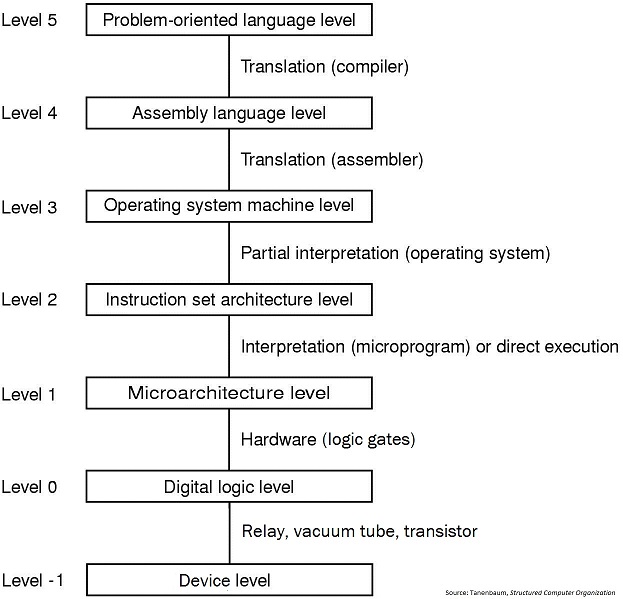 Level 5 Problem-oriented language level
Translation (compiler)
Level 4 Assembly language level
Translation (assembler)
Level 3 Operating system machine level
Partial interpretation (operating system)
Level 2 Instruction set architecture level
Interpretation (microprogram) or direct execution
Level 1 Microarchitecture level
Hardware (logic gates)
Level 0 Digital logic level
Relay, vacuum tube, transistor
Level -1 Device level
Source: Tanenbaum, Structured Computer Organization